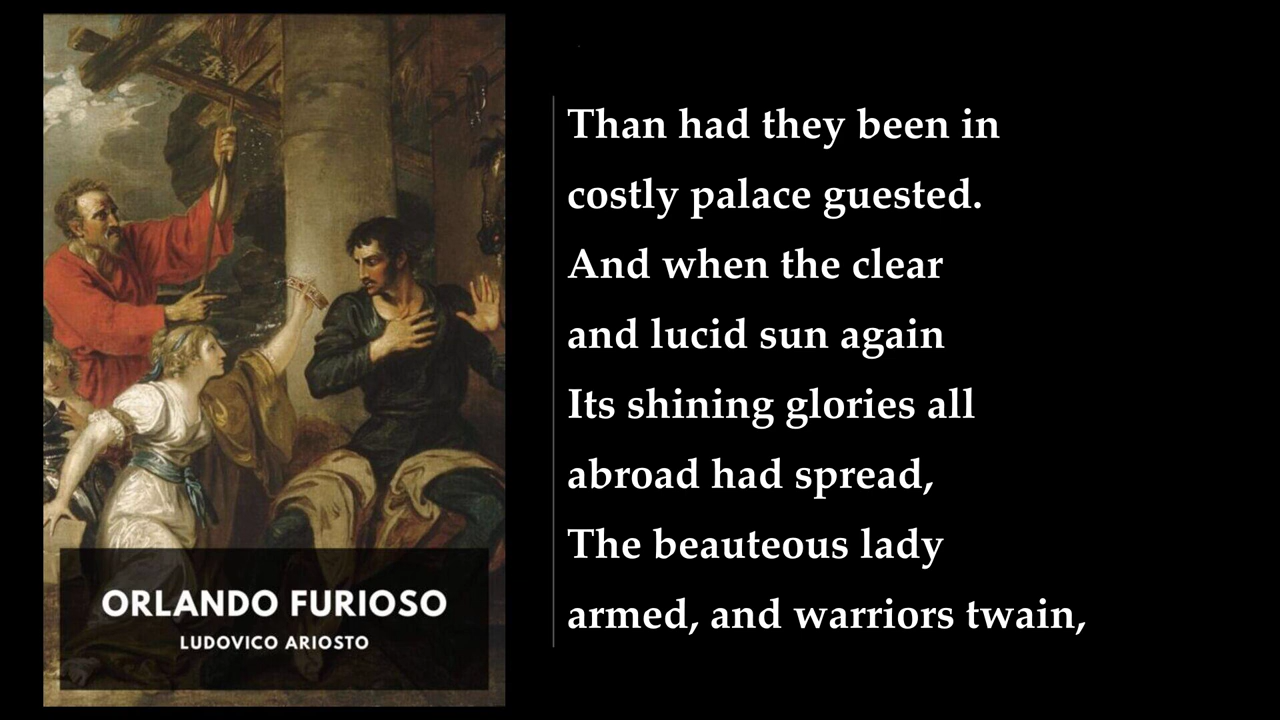 ORLANDO FURIOSO
LUDOVICO ARIOSTO
Than had they been in
costly palace guested.
And when the clear
and lucid sun again
Its shining glories all
abroad had spread,
The beauteous lady
armed, and warriors twain,